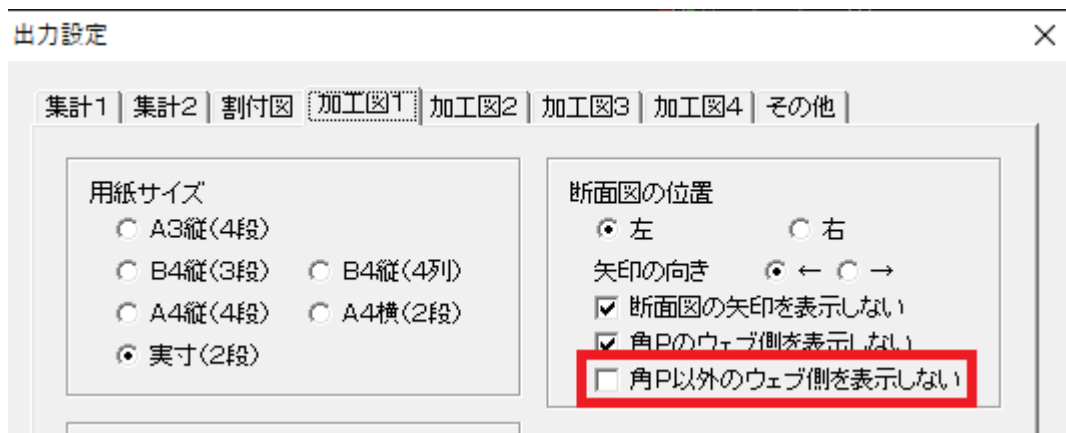 出力設定
集計1 集計2 割付図 加工図1 加工図2 加工図3 加工図4 その他
用紙サイズ
A3縦(4段)
B4縦(3段) B4縦(4列)
A4縦(4段) A4横(2段)
実寸(2段)
断面図の位置
左 右
矢印の向き ← →
断面図の矢印を表示しない
角Pのウェブ側を表示しない
角P以外のウェブ側を表示しない